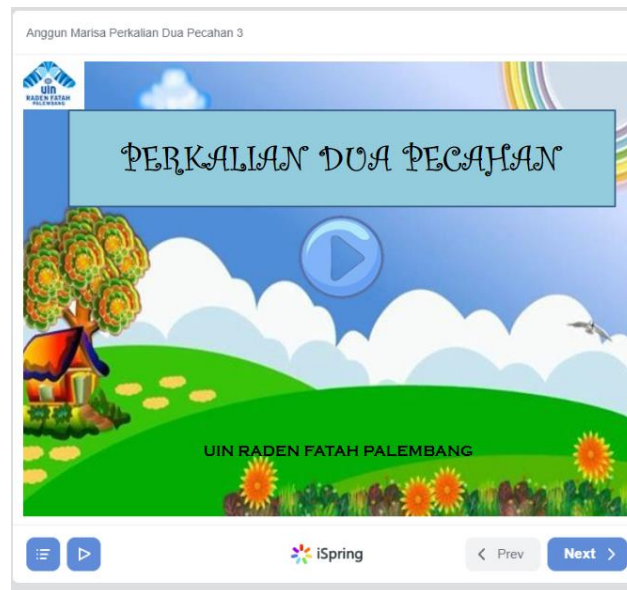 Anggun Marisa Perkalian Dua Pecahan 3
uin
RADEN FATAH
PALEMBANG
PERKALIAN DUA PECAHAN
UIN RADEN FATAH PALEMBANG
iSpring
Prev
Next